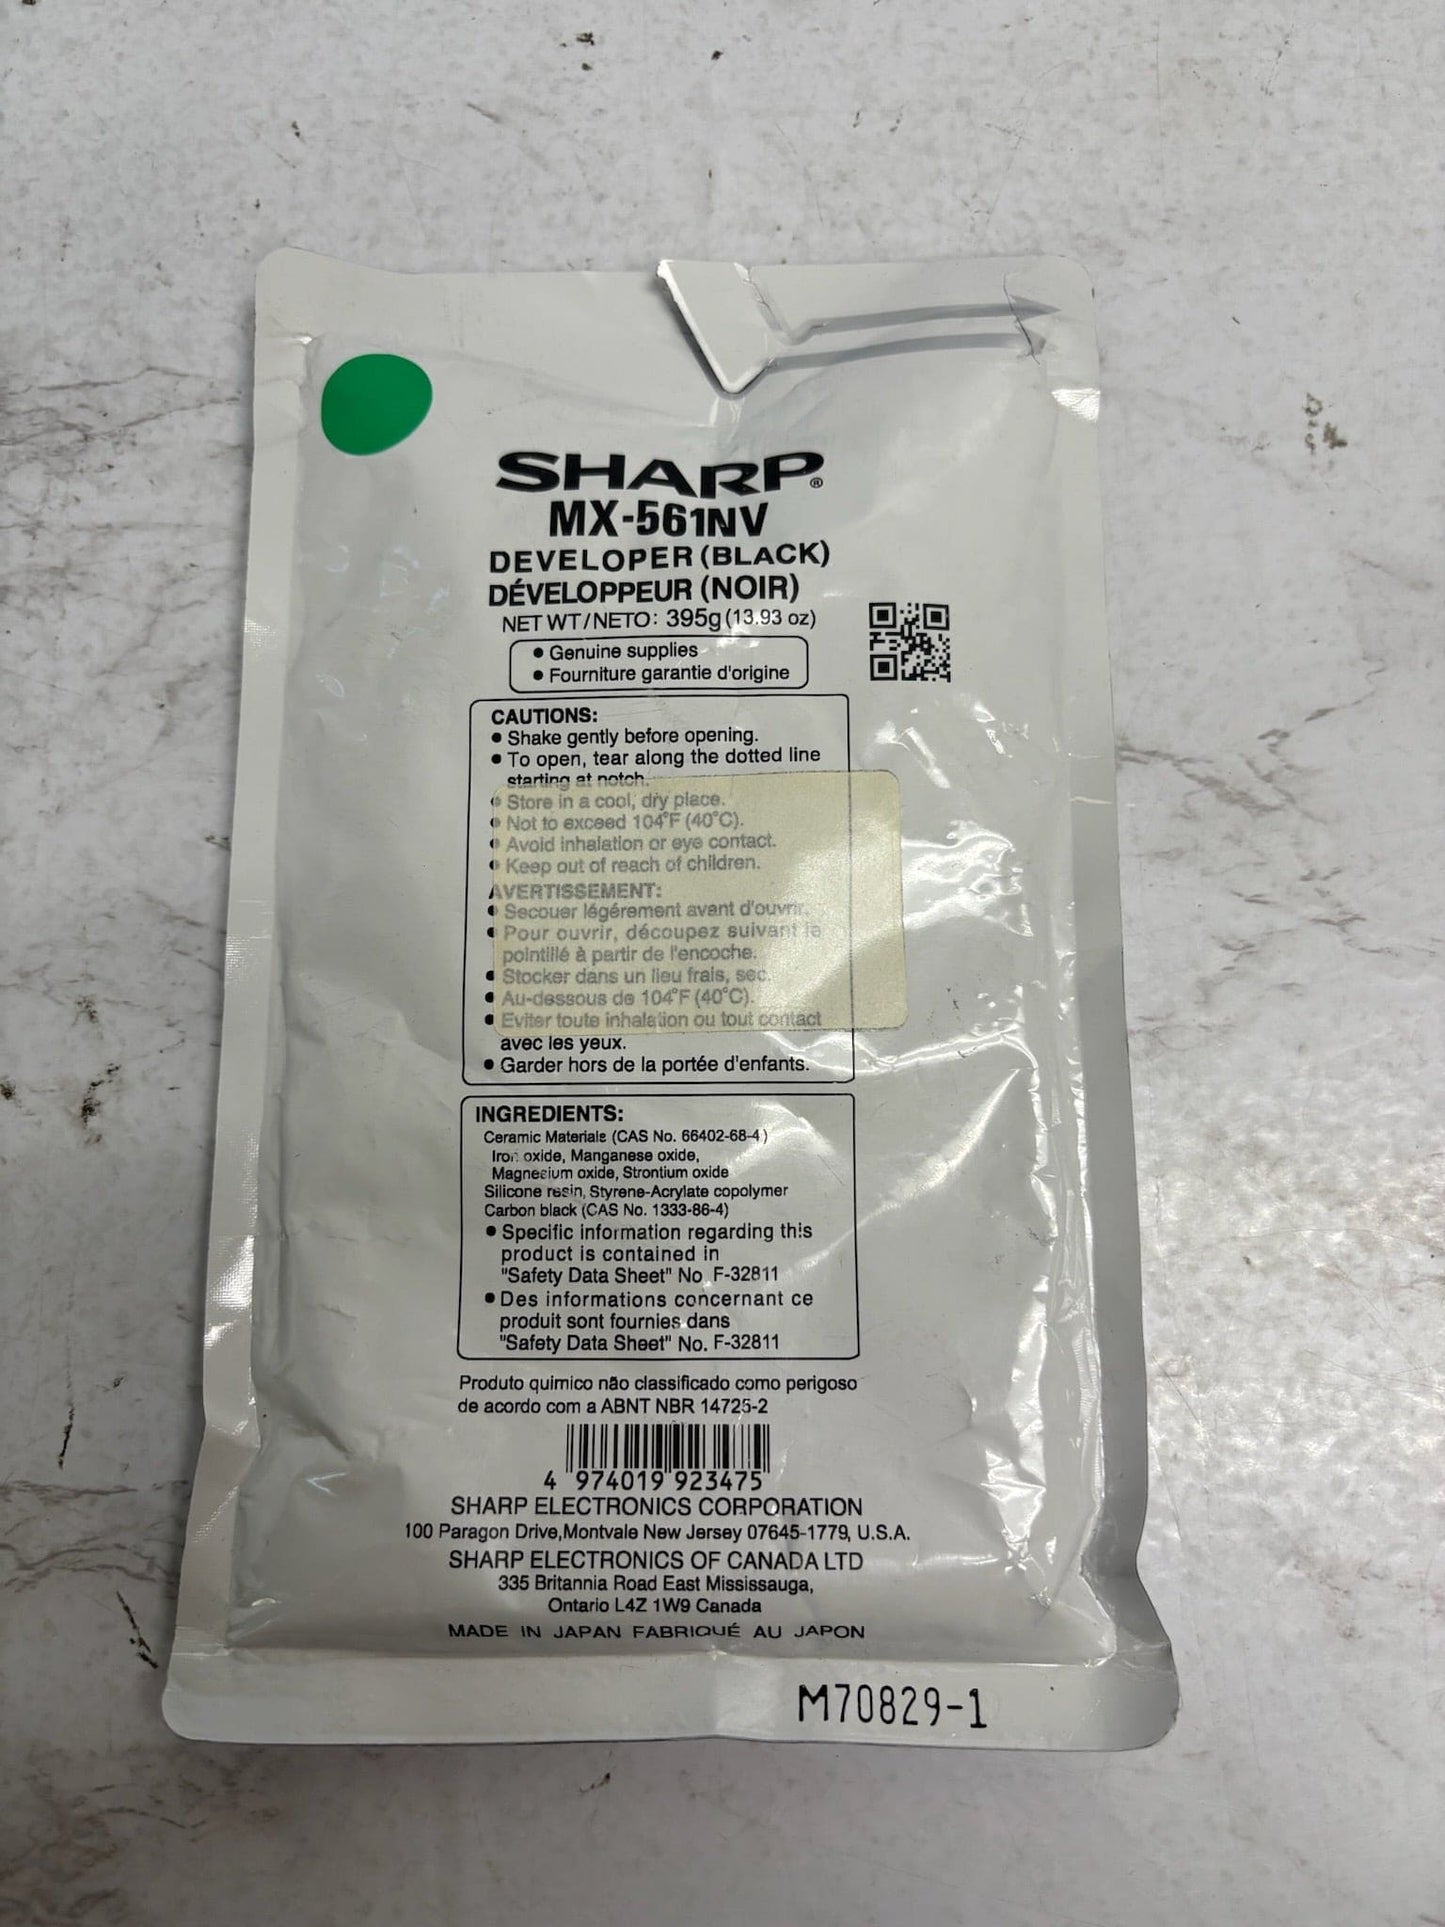 SHARP®
MX-561NV
DEVELOPER (BLACK)
DÉVELOPPEUR (NOIR)
NET WT/NETO: 395g (13.93 oz)
● Genuine supplies
● Fourniture garantie d'origine
CAUTIONS:
● Shake gently before opening.
● To open, tear along the dotted line
starting at notch.
● Store in a cool, dry place.
● Not to exceed 104°F (40°C).
● Avoid inhalation or eye contact.
● Keep out of reach of children.
AVERTISSEMENT:
● Secouer légérement avant d'ouvrir.
● Pour ouvrir, découpez suivant le
pointillé à partir de l'encoche.
● Stocker dans un lieu frais, sec.
● Au-dessous de 104°F (40°C).
● Eviter toute inhalation ou tout contact
avec les yeux.
● Garder hors de la portée d'enfants.
INGREDIENTS:
Ceramic Materials (CAS No. 66402-68-4)
Iron oxide, Manganese oxide,
Magnesium oxide, Strontium oxide
Silicone resin, Styrene-Acrylate copolymer
Carbon black (CAS No. 1333-86-4)
● Specific information regarding this
product is contained in
"Safety Data Sheet" No. F-32811
● Des informations concernant ce
produit sont fournies dans
"Safety Data Sheet" No. F-32811
Produto quimico não classificado como perigoso
de acordo com a ABNT NBR 14725-2
4 974019 923475
SHARP ELECTRONICS CORPORATION
100 Paragon Drive, Montvale New Jersey 07645-1779, U.S.A.
SHARP ELECTRONICS OF CANADA LTD
335 Britannia Road East Mississauga,
Ontario L4Z 1W9 Canada
MADE IN JAPAN FABRIQUÉ AU JAPON
M70829-1